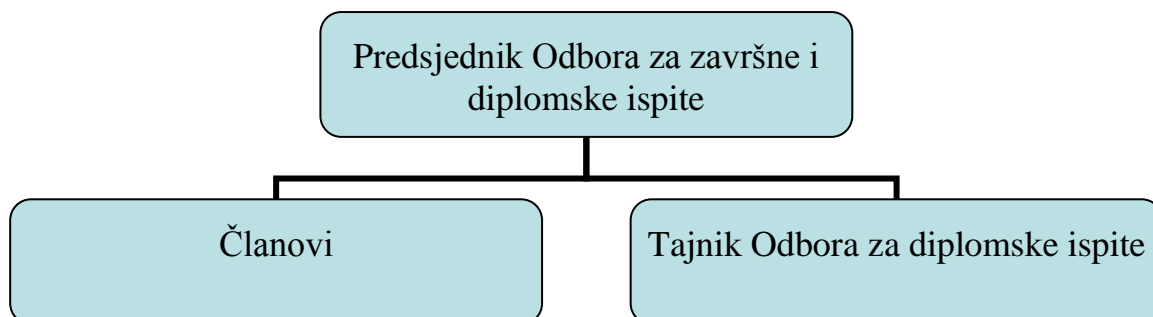 Predsjednik Odbora za završne i
diplomske ispite
Članovi
Tajnik Odbora za diplomske ispite